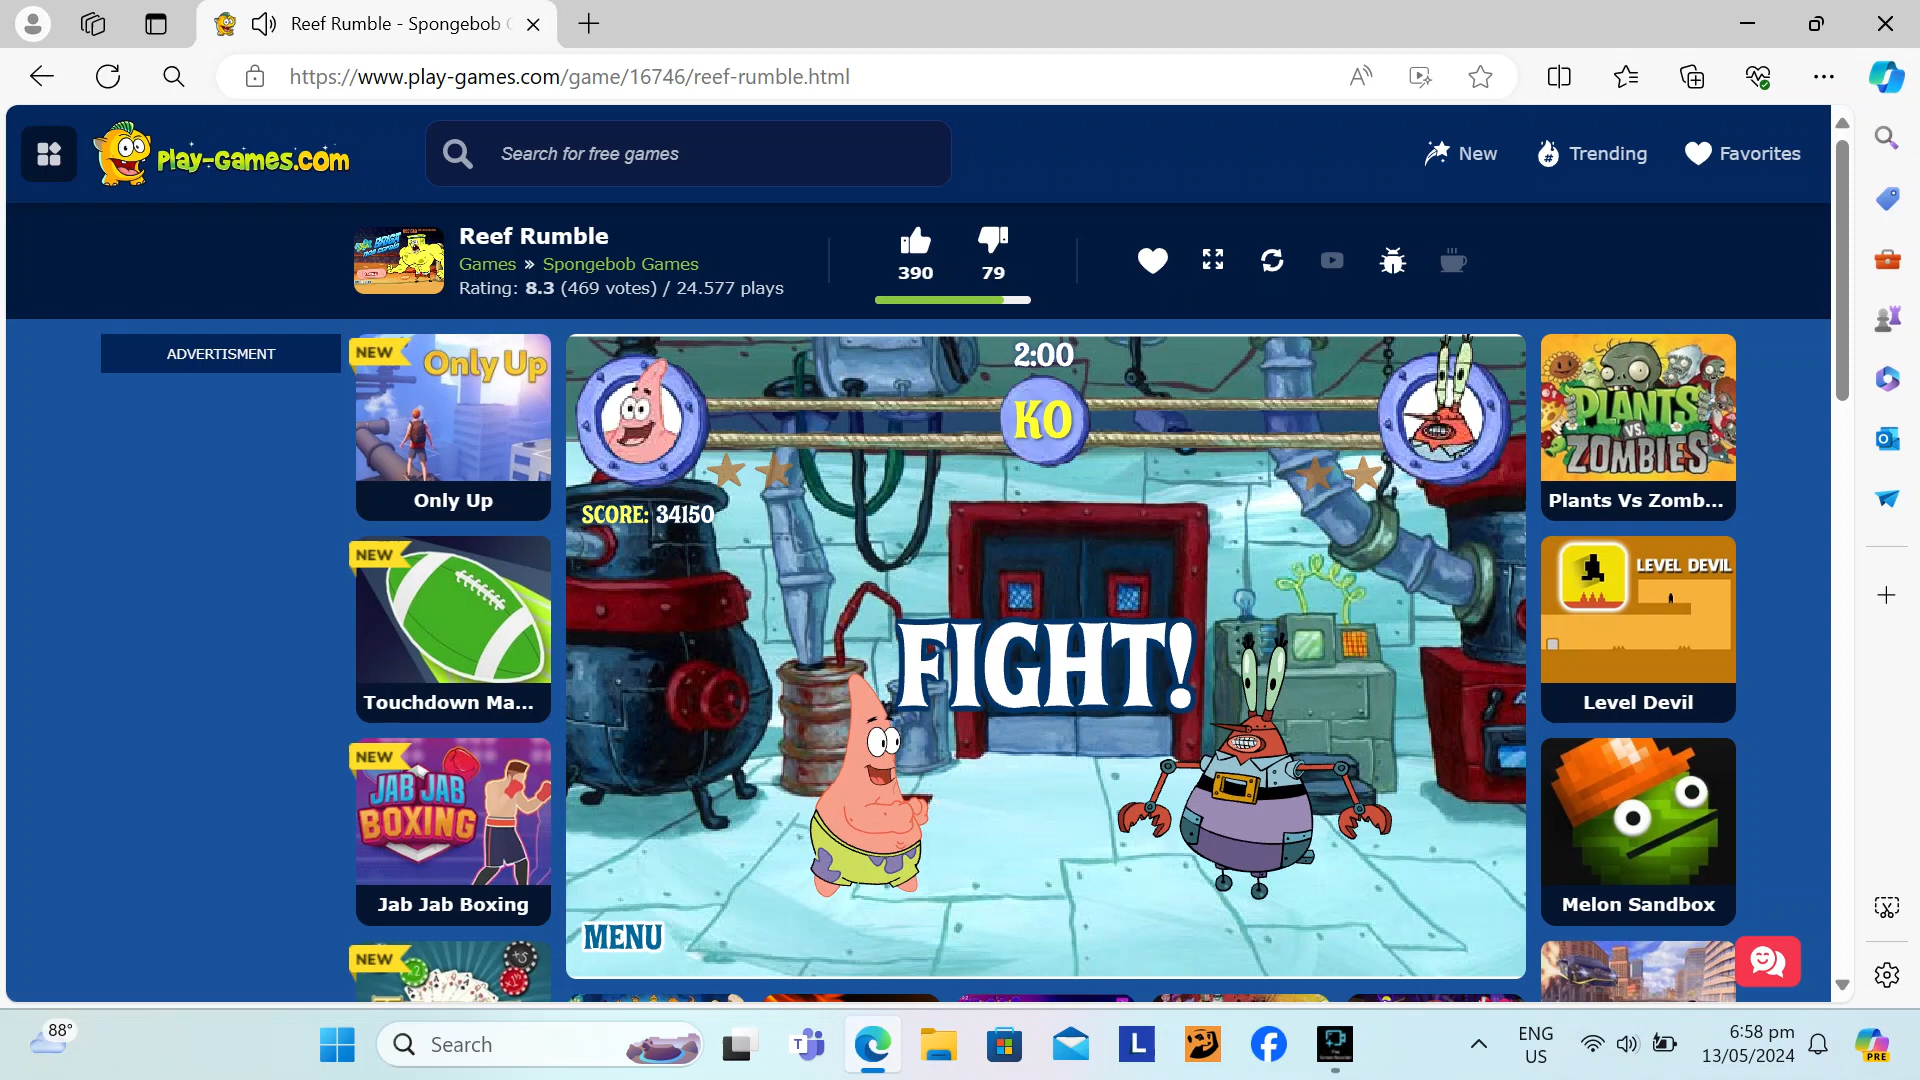 Reef Rumble - Spongebob
https://www.play-games.com/game/16746/reef-rumble.html
PLAY-GAMES.COM
Search for free games
New
Trending
Favorites
Reef Rumble
Games » Spongebob Games
Rating: 8.3 (469 votes) / 24.577 plays
390
79
ADVERTISMENT
NEW
Only Up
Only Up
NEW
Touchdown Ma...
NEW
JAB JAB
BOXING
Jab Jab Boxing
NEW
2:00
KO
SCORE: 34150
FIGHT!
MENU
PLANTS
VS.
ZOMBIES
Plants Vs Zomb...
LEVEL DEVIL
Level Devil
Melon Sandbox
88°
Search
T
L
ENG
US
6:58 pm
13/05/2024
PRE